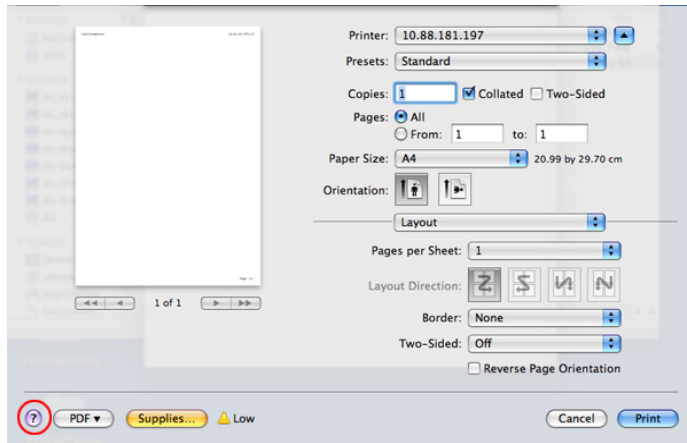 Printer: 10.88.181.197
Presets: Standard
Copies: 1 Collated Two-Sided
Pages: All
From: 1 to: 1
Paper Size: A4 20.99 by 29.70 cm
Orientation:
Layout
Pages per Sheet: 1
Layout Direction:
1 of 1
Border: None
Two-Sided: Off
Reverse Page Orientation
? PDF Supplies... Low Cancel Print